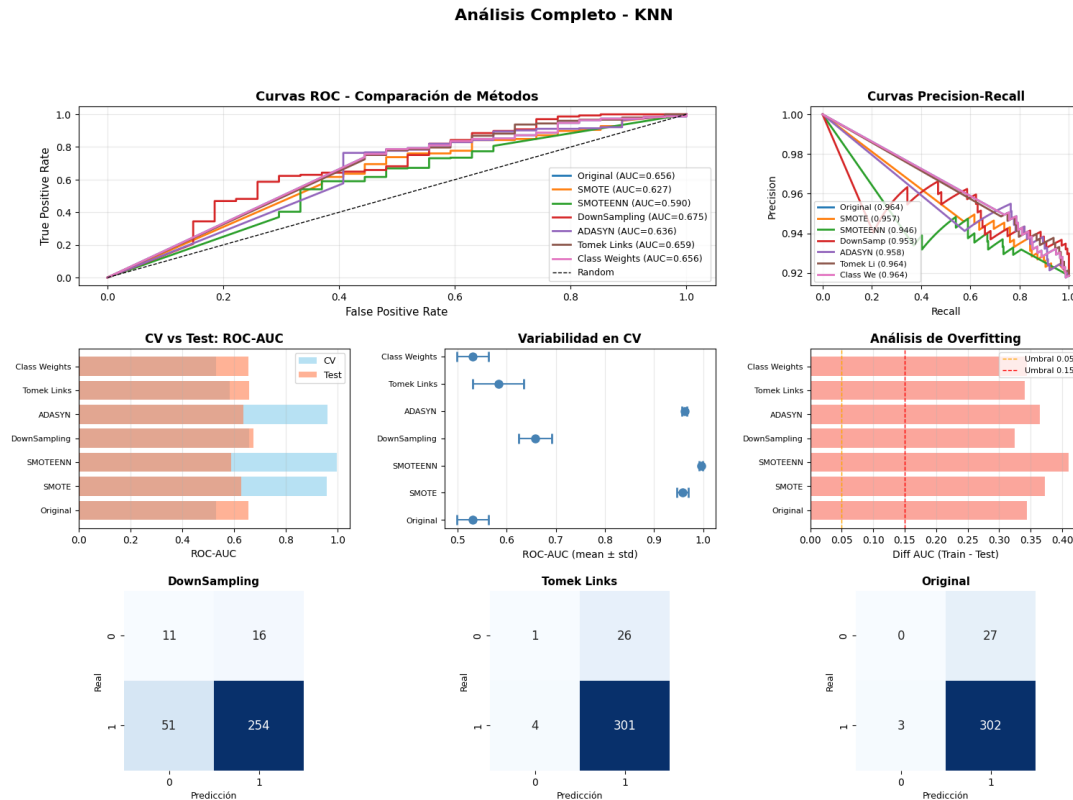 Análisis Completo - KNN
Curvas ROC - Comparación de Métodos
True Positive Rate
1.0
0.8
0.6
0.4
0.2
0.0
0.0 0.2 0.4 0.6 0.8 1.0
False Positive Rate
Original (AUC=0.656)
SMOTE (AUC=0.627)
SMOTEENN (AUC=0.590)
DownSampling (AUC=0.675)
ADASYN (AUC=0.636)
Tomek Links (AUC=0.659)
Class Weights (AUC=0.656)
Random
Curvas Precision-Recall
Precision
1.00
0.98
0.96
0.94
0.92
Original (0.964)
SMOTE (0.957)
SMOTEENN (0.946)
DownSamp (0.953)
ADASYN (0.958)
Tomek Li (0.964)
Class We (0.964)
0.0 0.2 0.4 0.6 0.8 1.0
Recall
CV vs Test: ROC-AUC
CV
Test
Class Weights
Tomek Links
ADASYN
DownSampling
SMOTEENN
SMOTE
Original
0.0 0.2 0.4 0.6 0.8 1.0
ROC-AUC
Variabilidad en CV
Class Weights
Tomek Links
ADASYN
DownSampling
SMOTEENN
SMOTE
Original
0.5 0.6 0.7 0.8 0.9 1.0
ROC-AUC (mean ± std)
Análisis de Overfitting
Umbral 0.05
Umbral 0.15
Class Weights
Tomek Links
ADASYN
DownSampling
SMOTEENN
SMOTE
Original
0.00 0.05 0.10 0.15 0.20 0.25 0.30 0.35 0.40
Diff AUC (Train - Test)
DownSampling
Real
0
1
11 16
51 254
0 1
Predicción
Tomek Links
Real
0
1
1 26
4 301
0 1
Predicción
Original
Real
0
1
0 27
3 302
0 1
Predicción